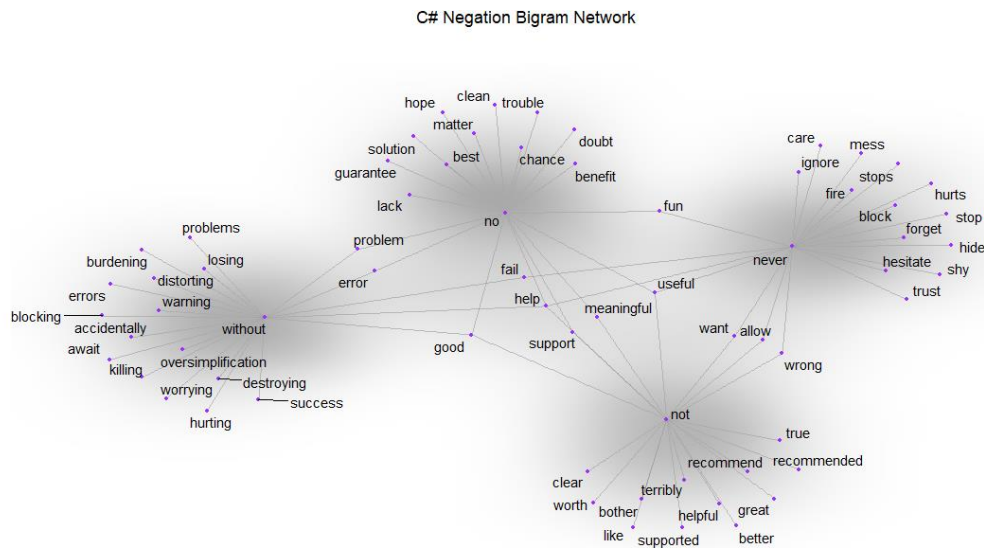 C# Negation Bigram Network
hope
clean
trouble
matter
doubt
solution
best
chance
guarantee
benefit
lack
no
fun
care
mess
ignore
stops
fire
hurts
block
stop
forget
hide
never
hesitate
shy
trust
problems
problem
burdening
losing
distorting
error
errors
warning
blocking
accidentally
without
await
oversimplification
killing
destroying
worrying
success
hurting
fail
useful
help
meaningful
want
allow
good
support
wrong
not
true
recommend
recommended
clear
terribly
worth
bother
helpful
great
like
supported
better